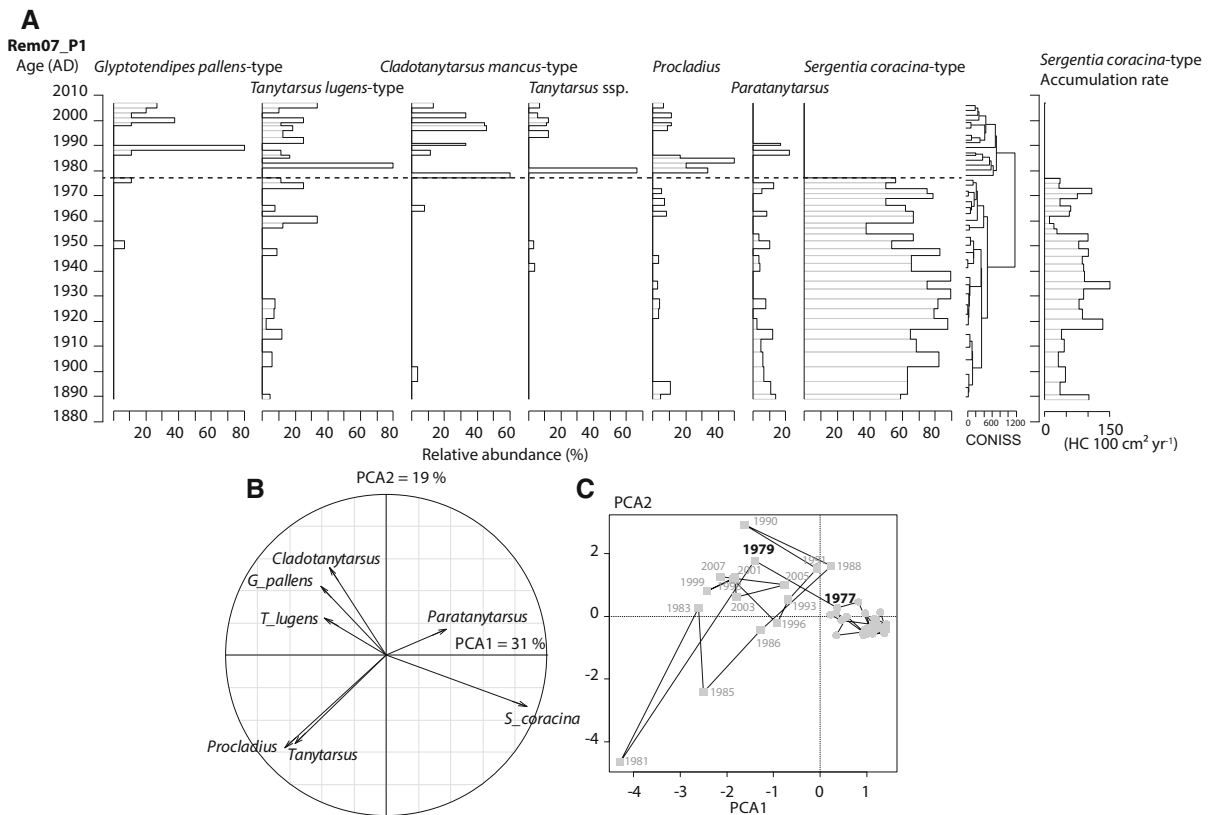 A
Rem07_P1
Age (AD)
Glyptotendipes pallens-type
Tanytarsus lugens-type
Cladotanytarsus mancus-type
Tanytarsus ssp.
Procladius
Paratanytarsus
Sergentia coracina-type
Sergentia coracina-type
Accumulation rate
2010
2000
1990
1980
1970
1960
1950
1940
1930
1920
1910
1900
1890
1880
20 40 60 80
20 40 60 80
20 40 60
20 40 60
20 40
20
20 40 60 80
0 600 1200
CONISS
0 150
(HC 100 cm² yr⁻¹)
Relative abundance (%)
B
PCA2 = 19 %
Cladotanytarsus
G_pallens
T_lugens
Paratanytarsus
PCA1 = 31 %
S_coracina
Procladius
Tanytarsus
C
PCA2
1990
1979
1991
1988
2007
2001
2005
1999
1977
1983
2003
1993
1996
1986
1985
1981
2
0
-2
-4
-4 -3 -2 -1 0 1
PCA1